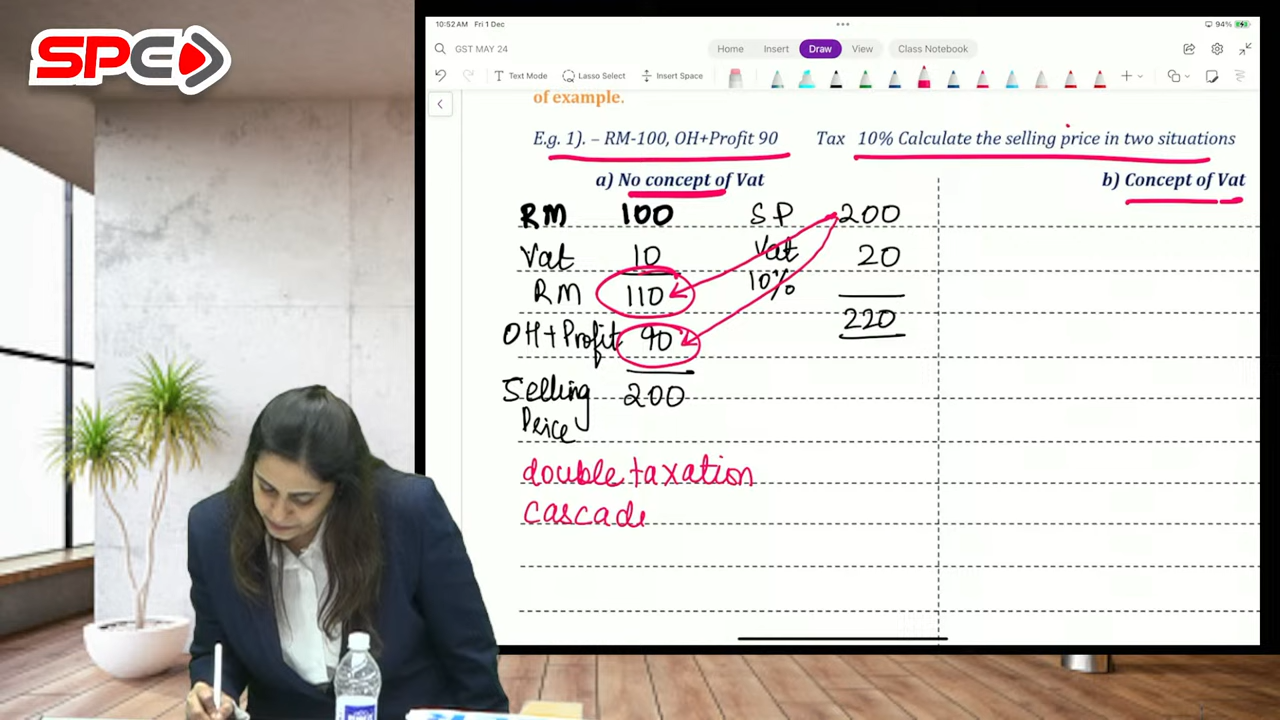 SPED
10:52 AM Fri 1 Dec
94%
GST MAY 24
Home Insert Draw View Class Notebook
Text Mode Lasso Select Insert Space
of example.
E.g. 1). – RM-100, OH+Profit 90 Tax 10% Calculate the selling price in two situations
a) No concept of Vat b) Concept of Vat
RM 100 SP 200
Vat 10 Vat 20
10%
RM 110
220
OH+Profit 90
Selling 200
Price
double taxation
cascade